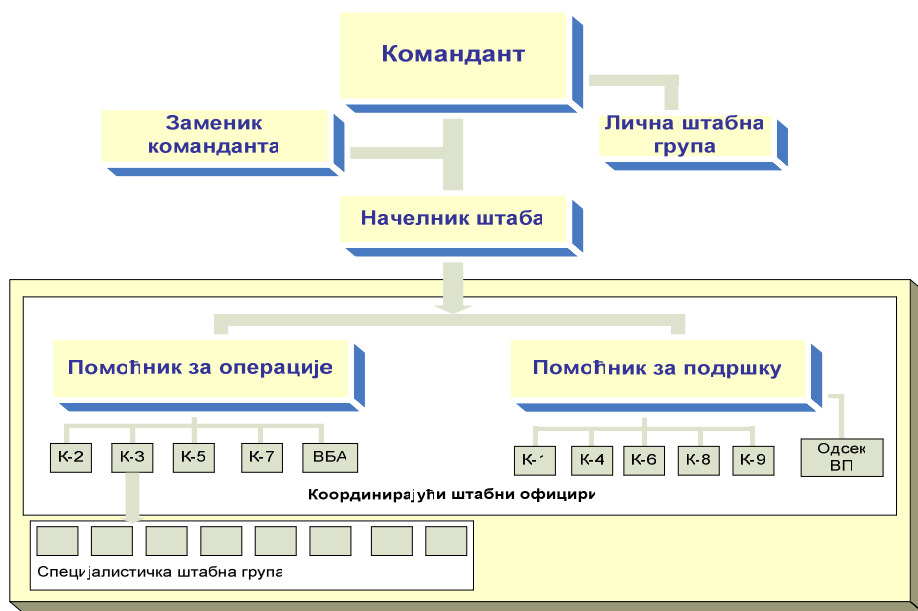 Командант
Заменик
команданта
Лична штабна
група
Начелник штаба
Помоћник за операције
Помоћник за подршку
К-2
К-3
К-5
К-7
ВБА
К-1
К-4
К-6
К-8
К-9
Одсек
ВП
Координирајући штабни официри
Специјалистичка штабна група